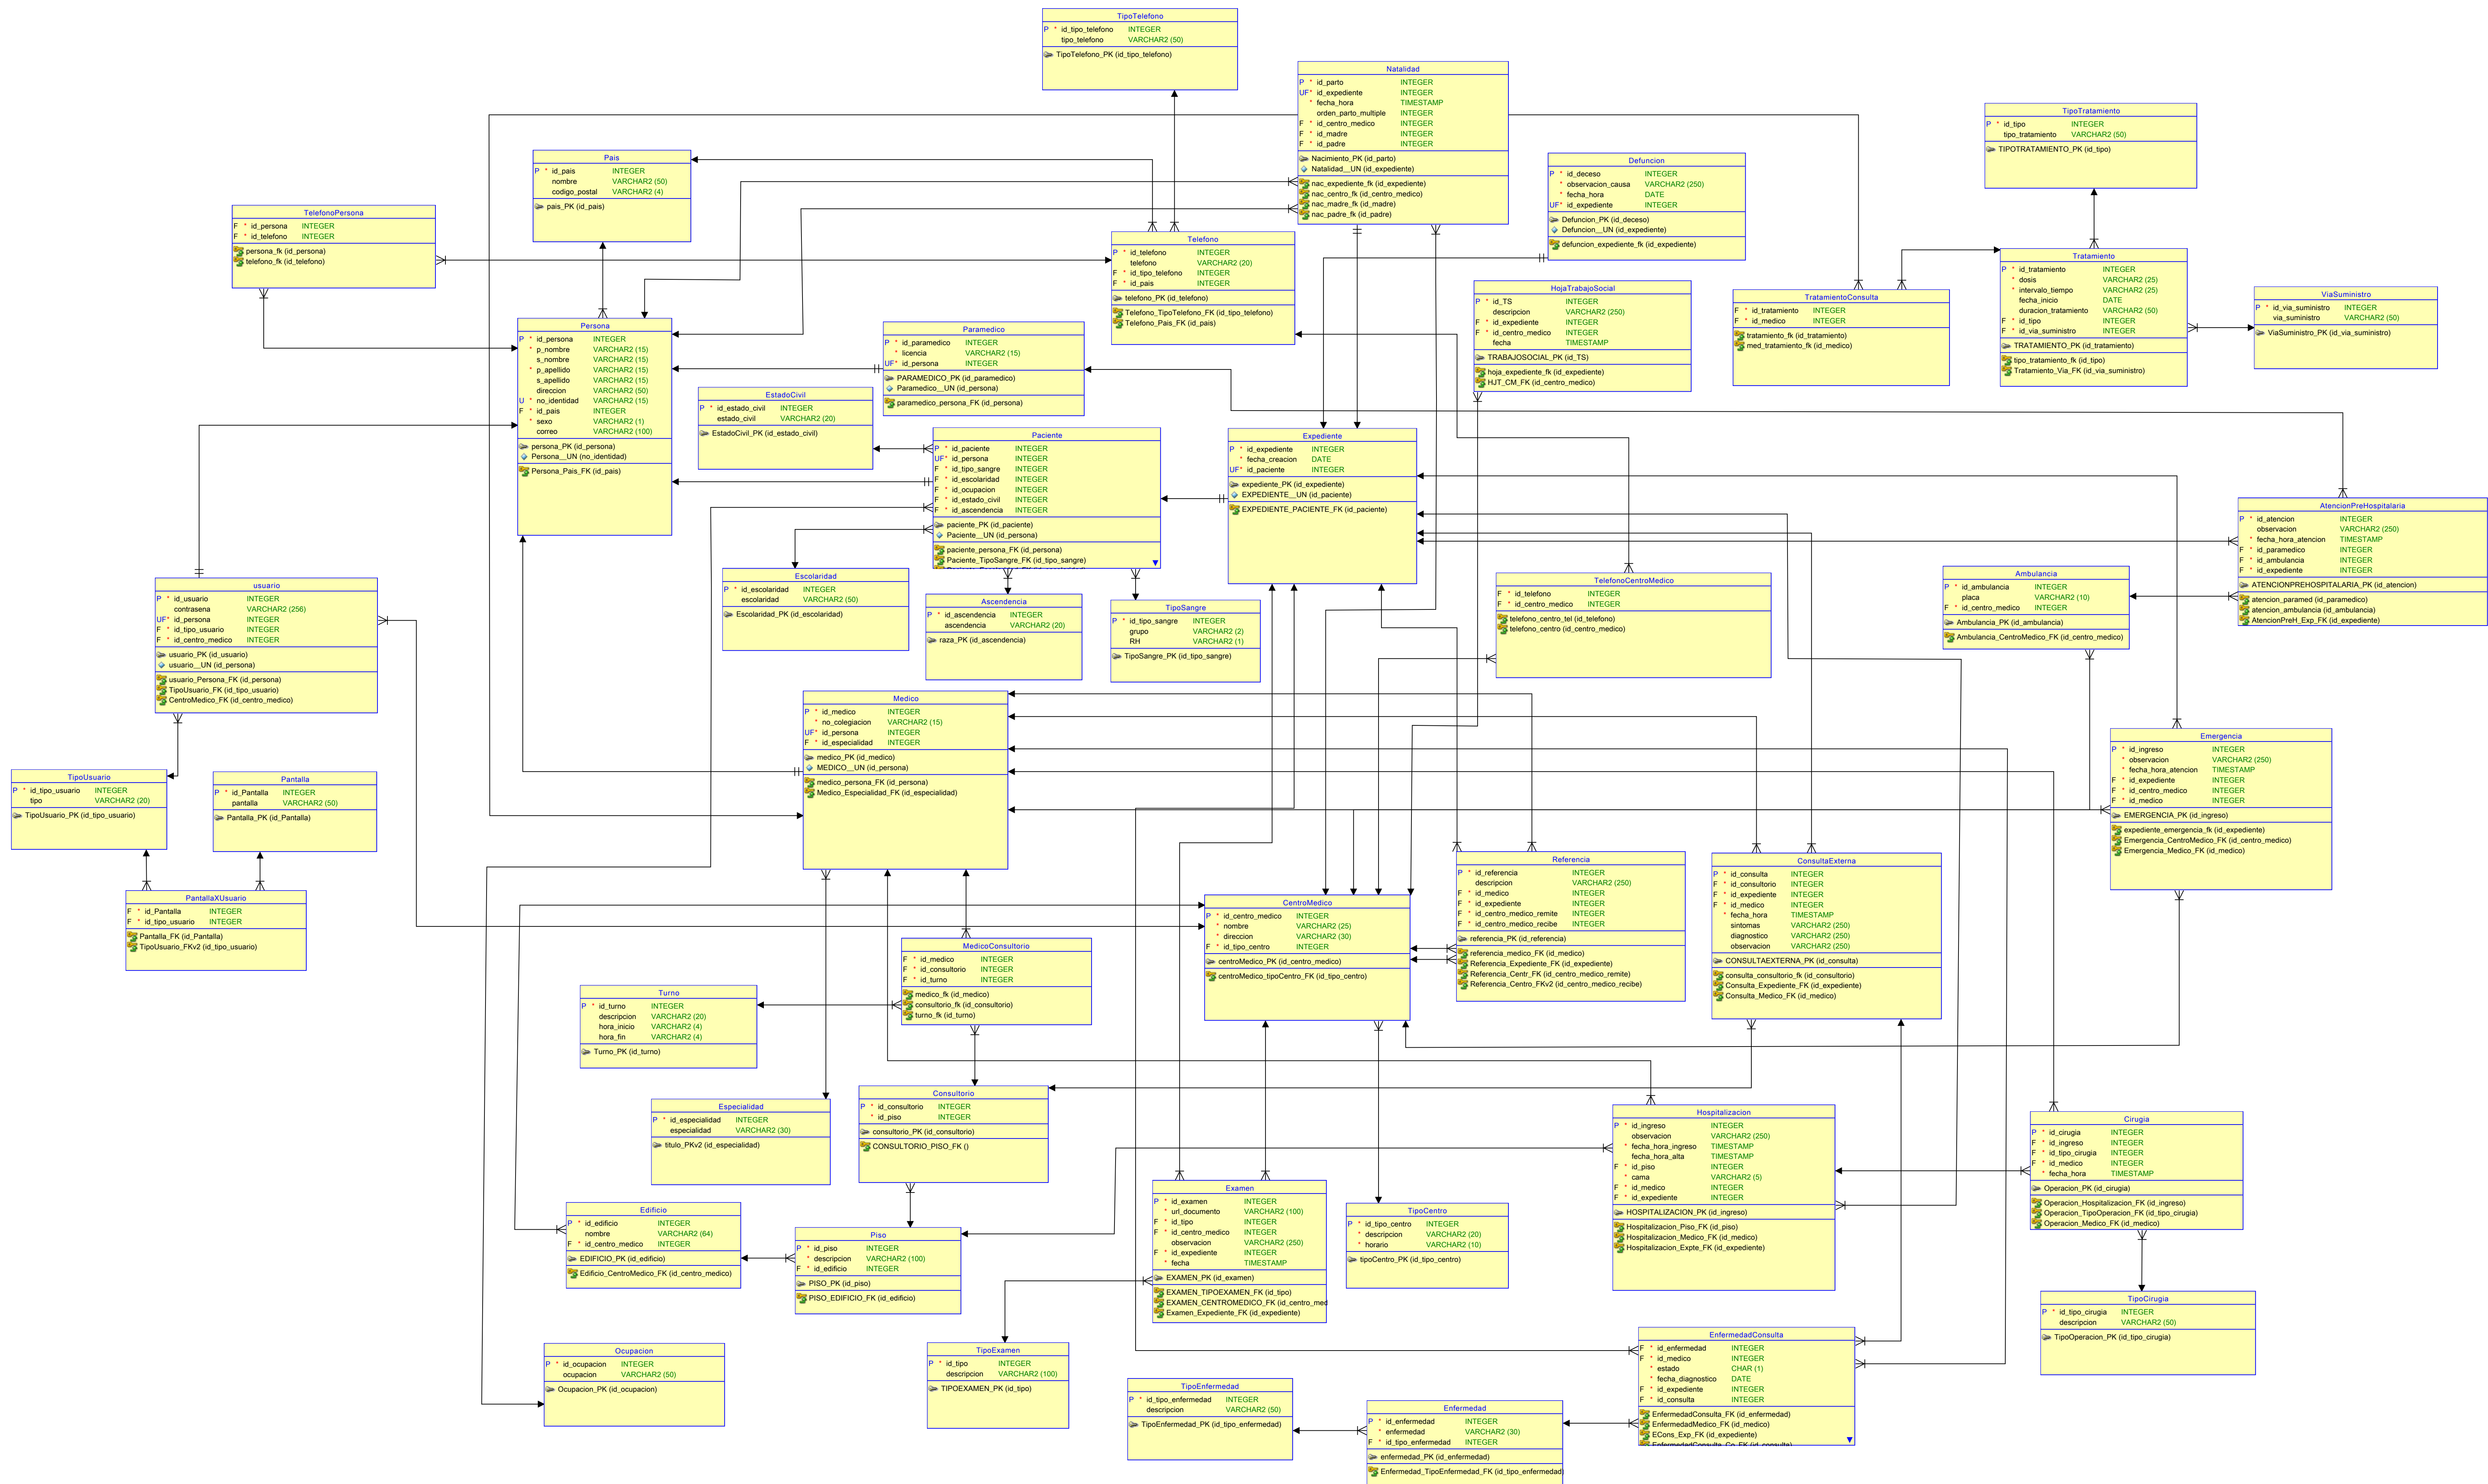 TipoTelefono
P * id_tipo_telefono INTEGER
tipo_telefono VARCHAR2 (50)
TipoTelefono_PK (id_tipo_telefono)
Natalidad
P * id_parto INTEGER
UF* id_expediente INTEGER
* fecha_hora TIMESTAMP
orden_parto_multiple INTEGER
F * id_centro_medico INTEGER
F * id_madre INTEGER
F * id_padre INTEGER
Nacimiento_PK (id_parto)
Natalidad__UN (id_expediente)
nac_expediente_fk (id_expediente)
nac_centro_fk (id_centro_medico)
nac_madre_fk (id_madre)
nac_padre_fk (id_padre)
TipoTratamiento
P * id_tipo INTEGER
tipo_tratamiento VARCHAR2 (50)
TIPOTRATAMIENTO_PK (id_tipo)
Pais
P * id_pais INTEGER
nombre VARCHAR2 (50)
codigo_postal VARCHAR2 (4)
pais_PK (id_pais)
Defuncion
P * id_deceso INTEGER
* observacion_causa VARCHAR2 (250)
* fecha_hora DATE
UF* id_expediente INTEGER
Defuncion_PK (id_deceso)
Defuncion__UN (id_expediente)
defuncion_expediente_fk (id_expediente)
TelefonoPersona
F * id_persona INTEGER
F * id_telefono INTEGER
persona_fk (id_persona)
telefono_fk (id_telefono)
Telefono
P * id_telefono INTEGER
telefono VARCHAR2 (20)
F * id_tipo_telefono INTEGER
F * id_pais INTEGER
telefono_PK (id_telefono)
Telefono_TipoTelefono_FK (id_tipo_telefono)
Telefono_Pais_FK (id_pais)
Tratamiento
P * id_tratamiento INTEGER
* dosis VARCHAR2 (25)
* intervalo_tiempo VARCHAR2 (25)
fecha_inicio DATE
duracion_tratamiento VARCHAR2 (50)
F * id_tipo INTEGER
F * id_via_suministro INTEGER
TRATAMIENTO_PK (id_tratamiento)
tipo_tratamiento_fk (id_tipo)
Tratamiento_Via_FK (id_via_suministro)
HojaTrabajoSocial
P * id_TS INTEGER
descripcion VARCHAR2 (250)
F * id_expediente INTEGER
F * id_centro_medico INTEGER
fecha TIMESTAMP
TRABAJOSOCIAL_PK (id_TS)
hoja_expediente_fk (id_expediente)
HJT_CM_FK (id_centro_medico)
TratamientoConsulta
F * id_tratamiento INTEGER
F * id_medico INTEGER
tratamiento_fk (id_tratamiento)
med_tratamiento_fk (id_medico)
ViaSuministro
P * id_via_suministro INTEGER
via_suministro VARCHAR2 (50)
ViaSuministro_PK (id_via_suministro)
Persona
P * id_persona INTEGER
* p_nombre VARCHAR2 (15)
s_nombre VARCHAR2 (15)
* p_apellido VARCHAR2 (15)
s_apellido VARCHAR2 (15)
direccion VARCHAR2 (50)
U * no_identidad VARCHAR2 (15)
F * id_pais INTEGER
* sexo VARCHAR2 (1)
correo VARCHAR2 (100)
persona_PK (id_persona)
Persona__UN (no_identidad)
Persona_Pais_FK (id_pais)
Paramedico
P * id_paramedico INTEGER
* licencia VARCHAR2 (15)
UF* id_persona INTEGER
PARAMEDICO_PK (id_paramedico)
Paramedico__UN (id_persona)
paramedico_persona_FK (id_persona)
EstadoCivil
P * id_estado_civil INTEGER
estado_civil VARCHAR2 (20)
EstadoCivil_PK (id_estado_civil)
Paciente
P * id_paciente INTEGER
UF* id_persona INTEGER
F * id_tipo_sangre INTEGER
F * id_escolaridad INTEGER
F * id_ocupacion INTEGER
F * id_estado_civil INTEGER
F * id_ascendencia INTEGER
paciente_PK (id_paciente)
Paciente__UN (id_persona)
paciente_persona_FK (id_persona)
Paciente_TipoSangre_FK (id_tipo_sangre)
Expediente
P * id_expediente INTEGER
* fecha_creacion DATE
UF* id_paciente INTEGER
expediente_PK (id_expediente)
EXPEDIENTE__UN (id_paciente)
EXPEDIENTE_PACIENTE_FK (id_paciente)
AtencionPreHospitalaria
P * id_atencion INTEGER
observacion VARCHAR2 (250)
* fecha_hora_atencion TIMESTAMP
F * id_paramedico INTEGER
F * id_ambulancia INTEGER
F * id_expediente INTEGER
ATENCIONPREHOSPITALARIA_PK (id_atencion)
atencion_paramed (id_paramedico)
atencion_ambulancia (id_ambulancia)
AtencionPreH_Exp_FK (id_expediente)
usuario
P * id_usuario INTEGER
contrasena VARCHAR2 (256)
UF* id_persona INTEGER
F * id_tipo_usuario INTEGER
F * id_centro_medico INTEGER
usuario_PK (id_usuario)
usuario__UN (id_persona)
usuario_Persona_FK (id_persona)
TipoUsuario_FK (id_tipo_usuario)
CentroMedico_FK (id_centro_medico)
Escolaridad
P * id_escolaridad INTEGER
escolaridad VARCHAR2 (50)
Escolaridad_PK (id_escolaridad)
Ascendencia
P * id_ascendencia INTEGER
ascendencia VARCHAR2 (20)
raza_PK (id_ascendencia)
TipoSangre
P * id_tipo_sangre INTEGER
grupo VARCHAR2 (2)
RH VARCHAR2 (1)
TipoSangre_PK (id_tipo_sangre)
TelefonoCentroMedico
F * id_telefono INTEGER
F * id_centro_medico INTEGER
telefono_centro_tel (id_telefono)
telefono_centro (id_centro_medico)
Ambulancia
P * id_ambulancia INTEGER
placa VARCHAR2 (10)
F * id_centro_medico INTEGER
Ambulancia_PK (id_ambulancia)
Ambulancia_CentroMedico_FK (id_centro_medico)
Medico
P * id_medico INTEGER
* no_colegiacion VARCHAR2 (15)
UF* id_persona INTEGER
F * id_especialidad INTEGER
medico_PK (id_medico)
MEDICO__UN (id_persona)
medico_persona_FK (id_persona)
Medico_Especialidad_FK (id_especialidad)
Emergencia
P * id_ingreso INTEGER
* observacion VARCHAR2 (250)
* fecha_hora_atencion TIMESTAMP
F * id_expediente INTEGER
F * id_centro_medico INTEGER
F * id_medico INTEGER
EMERGENCIA_PK (id_ingreso)
expediente_emergencia_fk (id_expediente)
Emergencia_CentroMedico_FK (id_centro_medico)
Emergencia_Medico_FK (id_medico)
TipoUsuario
P * id_tipo_usuario INTEGER
tipo VARCHAR2 (20)
TipoUsuario_PK (id_tipo_usuario)
Pantalla
P * id_Pantalla INTEGER
pantalla VARCHAR2 (50)
Pantalla_PK (id_Pantalla)
PantallaXUsuario
F * id_Pantalla INTEGER
F * id_tipo_usuario INTEGER
Pantalla_FK (id_Pantalla)
TipoUsuario_FKv2 (id_tipo_usuario)
Referencia
P * id_referencia INTEGER
descripcion VARCHAR2 (250)
F * id_medico INTEGER
F * id_expediente INTEGER
F * id_centro_medico_remite INTEGER
F * id_centro_medico_recibe INTEGER
referencia_PK (id_referencia)
referencia_medico_FK (id_medico)
Referencia_Expediente_FK (id_expediente)
Referencia_Centr_FK (id_centro_medico_remite)
Referencia_Centro_FKv2 (id_centro_medico_recibe)
ConsultaExterna
P * id_consulta INTEGER
F * id_consultorio INTEGER
F * id_expediente INTEGER
F * id_medico INTEGER
* fecha_hora TIMESTAMP
sintomas VARCHAR2 (250)
diagnostico VARCHAR2 (250)
observacion VARCHAR2 (250)
CONSULTAEXTERNA_PK (id_consulta)
consulta_consultorio_fk (id_consultorio)
Consulta_Expediente_FK (id_expediente)
Consulta_Medico_FK (id_medico)
CentroMedico
P * id_centro_medico INTEGER
* nombre VARCHAR2 (25)
* direccion VARCHAR2 (30)
F * id_tipo_centro INTEGER
centroMedico_PK (id_centro_medico)
centroMedico_tipoCentro_FK (id_tipo_centro)
MedicoConsultorio
F * id_medico INTEGER
F * id_consultorio INTEGER
F * id_turno INTEGER
medico_fk (id_medico)
consultorio_fk (id_consultorio)
turno_fk (id_turno)
Turno
P * id_turno INTEGER
descripcion VARCHAR2 (20)
hora_inicio VARCHAR2 (4)
hora_fin VARCHAR2 (4)
Turno_PK (id_turno)
Especialidad
P * id_especialidad INTEGER
especialidad VARCHAR2 (30)
titulo_PKv2 (id_especialidad)
Consultorio
P * id_consultorio INTEGER
* id_piso INTEGER
consultorio_PK (id_consultorio)
CONSULTORIO_PISO_FK ()
Hospitalizacion
P * id_ingreso INTEGER
observacion VARCHAR2 (250)
* fecha_hora_ingreso TIMESTAMP
fecha_hora_alta TIMESTAMP
F * id_piso INTEGER
* cama VARCHAR2 (5)
F * id_medico INTEGER
F * id_expediente INTEGER
HOSPITALIZACION_PK (id_ingreso)
Hospitalizacion_Piso_FK (id_piso)
Hospitalizacion_Medico_FK (id_medico)
Hospitalizacion_Expte_FK (id_expediente)
Cirugia
P * id_cirugia INTEGER
F * id_ingreso INTEGER
F * id_tipo_cirugia INTEGER
F * id_medico INTEGER
* fecha_hora TIMESTAMP
Operacion_PK (id_cirugia)
Operacion_Hospitalizacion_FK (id_ingreso)
Operacion_TipoOperacion_FK (id_tipo_cirugia)
Operacion_Medico_FK (id_medico)
Edificio
P * id_edificio INTEGER
nombre VARCHAR2 (64)
F * id_centro_medico INTEGER
EDIFICIO_PK (id_edificio)
Edificio_CentroMedico_FK (id_centro_medico)
Piso
P * id_piso INTEGER
* descripcion VARCHAR2 (100)
F * id_edificio INTEGER
PISO_PK (id_piso)
PISO_EDIFICIO_FK (id_edificio)
Examen
P * id_examen INTEGER
* url_documento VARCHAR2 (100)
F * id_tipo INTEGER
F * id_centro_medico INTEGER
observacion VARCHAR2 (250)
F * id_expediente INTEGER
* fecha TIMESTAMP
EXAMEN_PK (id_examen)
EXAMEN_TIPOEXAMEN_FK (id_tipo)
EXAMEN_CENTROMEDICO_FK (id_centro_med
Examen_Expediente_FK (id_expediente)
TipoCentro
P * id_tipo_centro INTEGER
* descripcion VARCHAR2 (20)
* horario VARCHAR2 (10)
tipoCentro_PK (id_tipo_centro)
TipoCirugia
P * id_tipo_cirugia INTEGER
descripcion VARCHAR2 (50)
TipoOperacion_PK (id_tipo_cirugia)
Ocupacion
P * id_ocupacion INTEGER
ocupacion VARCHAR2 (50)
Ocupacion_PK (id_ocupacion)
TipoExamen
P * id_tipo INTEGER
descripcion VARCHAR2 (100)
TIPOEXAMEN_PK (id_tipo)
TipoEnfermedad
P * id_tipo_enfermedad INTEGER
descripcion VARCHAR2 (50)
TipoEnfermedad_PK (id_tipo_enfermedad)
Enfermedad
P * id_enfermedad INTEGER
* enfermedad VARCHAR2 (30)
F * id_tipo_enfermedad INTEGER
enfermedad_PK (id_enfermedad)
Enfermedad_TipoEnfermedad_FK (id_tipo_enfermedad)
EnfermedadConsulta
F * id_enfermedad INTEGER
F * id_medico INTEGER
* estado CHAR (1)
* fecha_diagnostico DATE
F * id_expediente INTEGER
F * id_consulta INTEGER
EnfermedadConsulta_FK (id_enfermedad)
EnfermedadMedico_FK (id_medico)
ECons_Exp_FK (id_expediente)
EnfermedadConsulta_Co_FK (id_consulta)